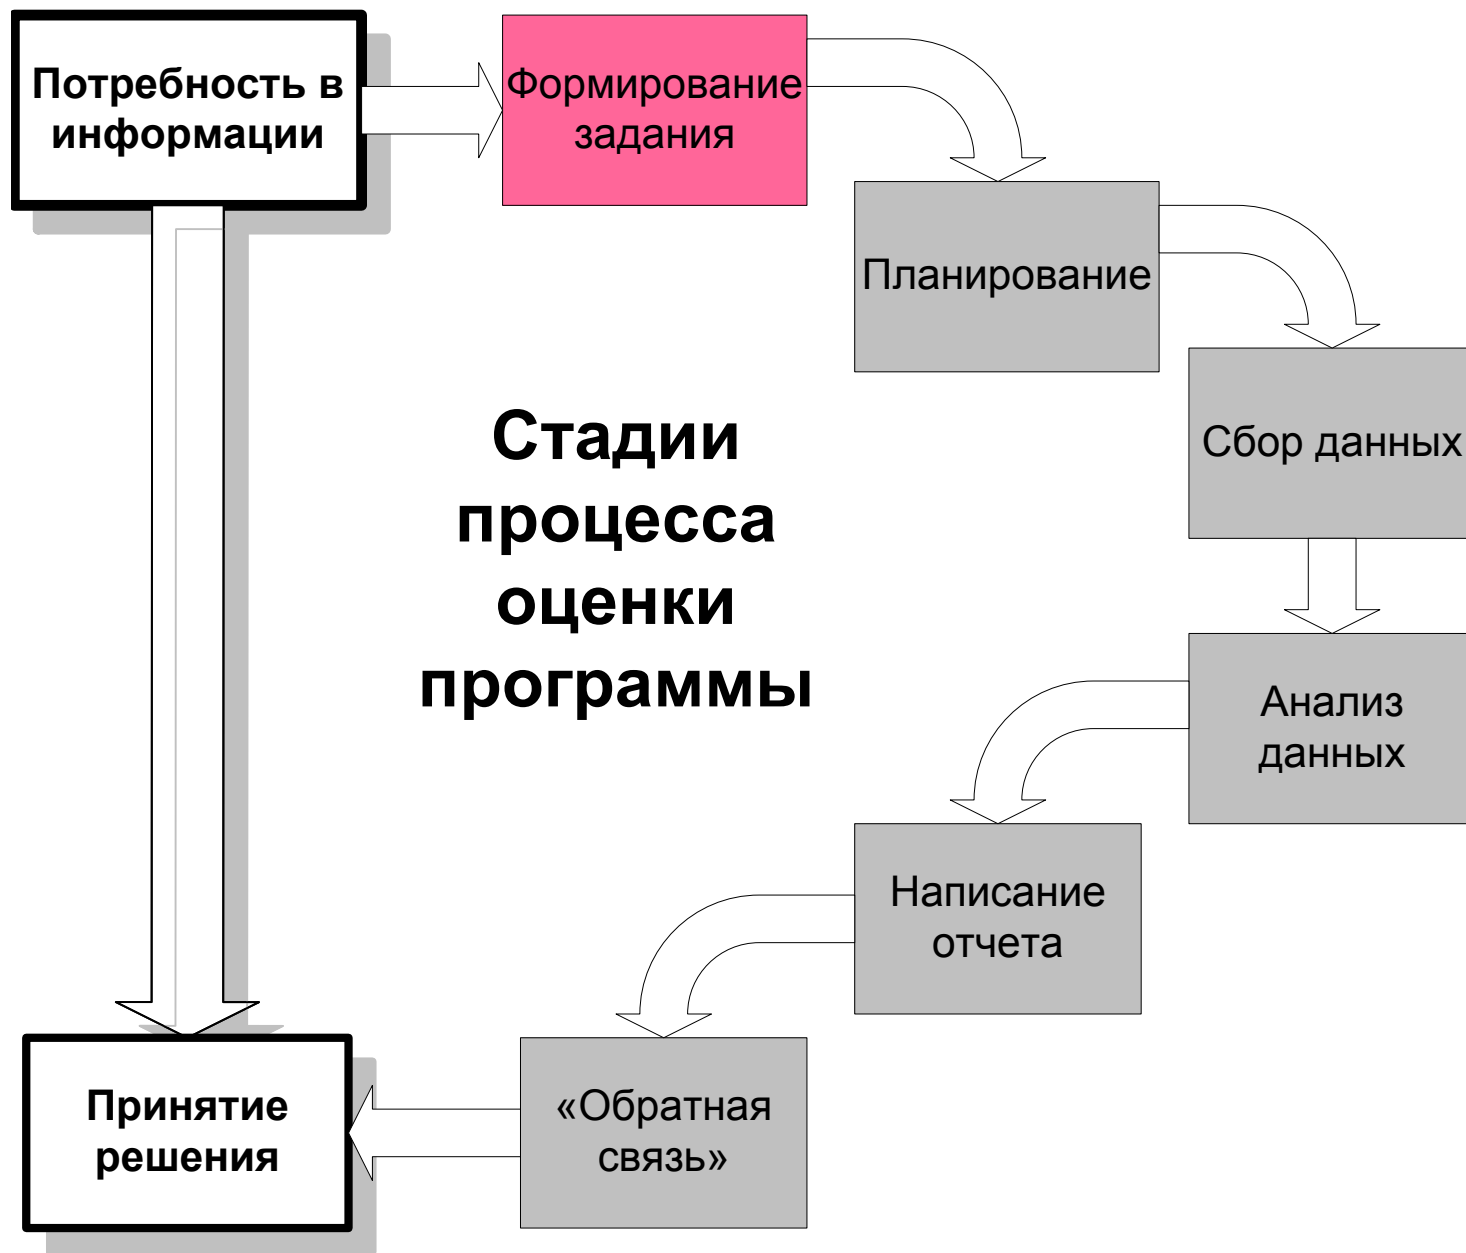 Потребность в
информации
Формирование
задания
Планирование
Сбор данных
Стадии
процесса
оценки
программы
Анализ
данных
Написание
отчета
«Обратная
связь»
Принятие
решения